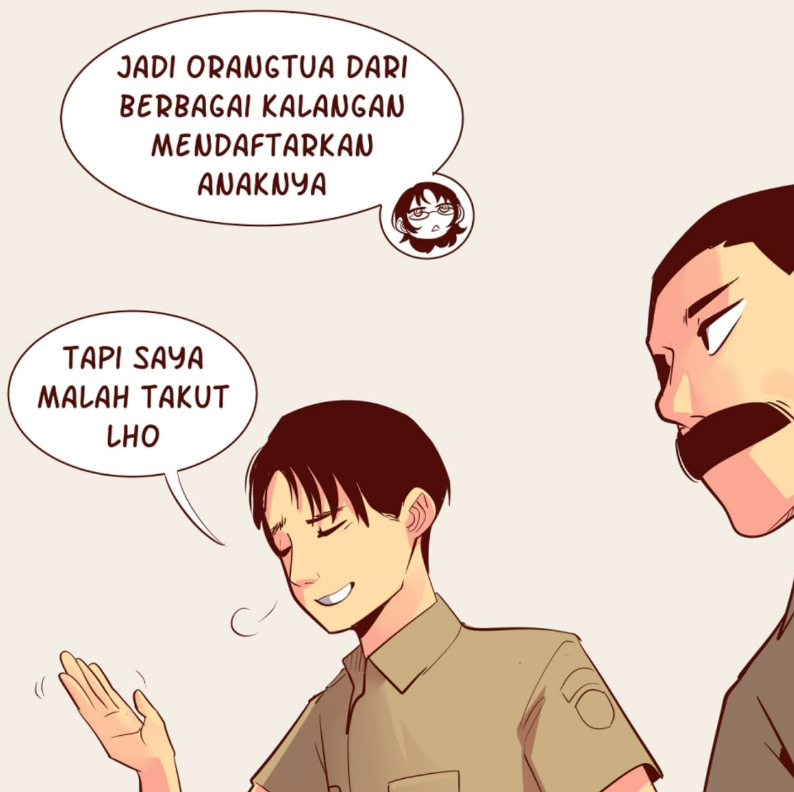 JADI ORANGTUA DARI
BERBAGAI KALANGAN
MENDAFTARKAN
ANAKNYA
TAPI SAYA
MALAH TAKUT
LHO